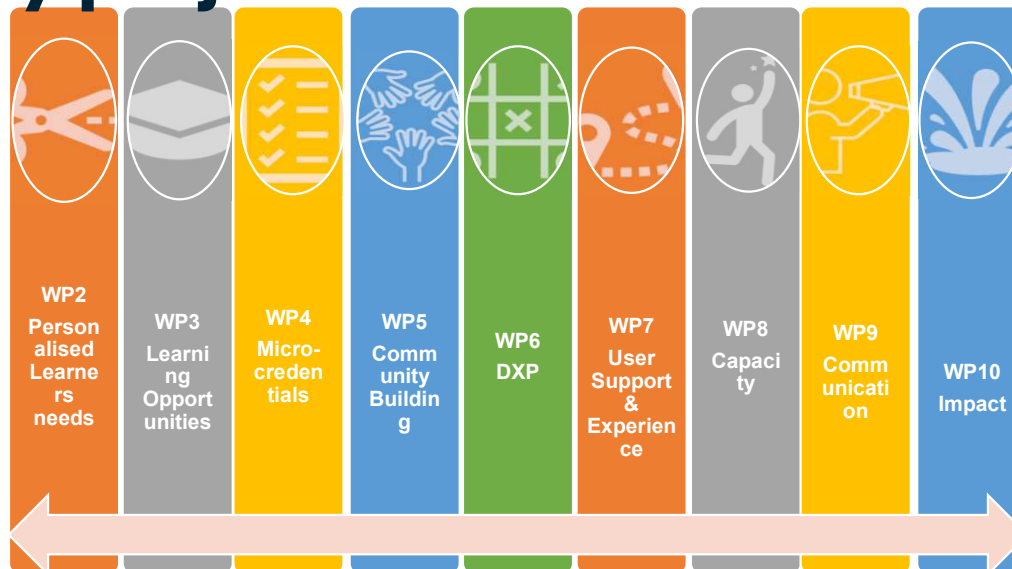 WP2
Person
alised
Learne
rs
needs
WP3
Learni
ng
Opport
unities
WP4
Micro-
creden
tials
WP5
Comm
unity
Buildin
g
WP6
DXP
WP7
User
Support
&
Experien
ce
WP8
Capaci
ty
WP9
Comm
unicati
on
WP10
Impact